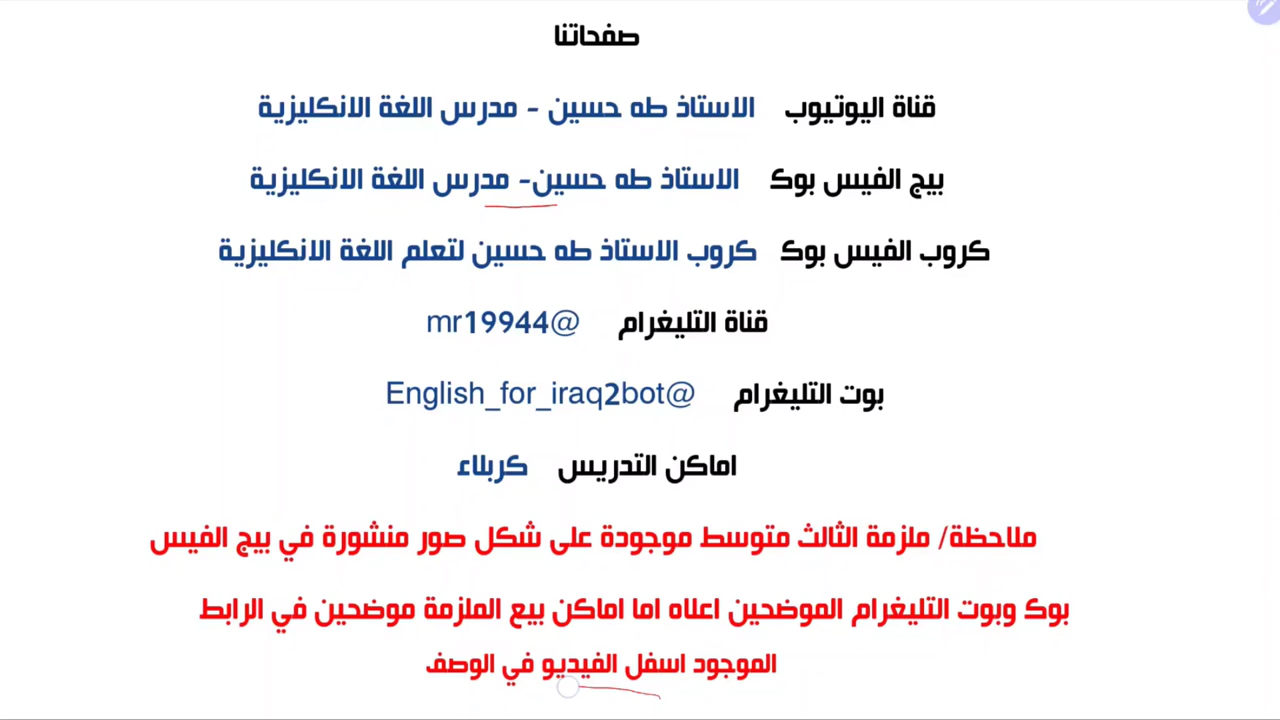 صفحاتنا
قناة اليوتيوب الاستاذ طه حسين - مدرس اللغة الانكليزية
بيج الفيس بوك الاستاذ طه حسين- مدرس اللغة الانكليزية
كروب الفيس بوك كروب الاستاذ طه حسين لتعلم اللغة الانكليزية
قناة التليغرام mr19944@
بوت التليغرام English_for_iraq2bot@
اماكن التدريس كربلاء
ملاحظة/ ملزمة الثالث متوسط موجودة على شكل صور منشورة في بيج الفيس
بوك وبوت التليغرام الموضحين اعلاه اما اماكن بيع الملزمة موضحين في الرابط
الموجود اسفل الفيديو في الوصف